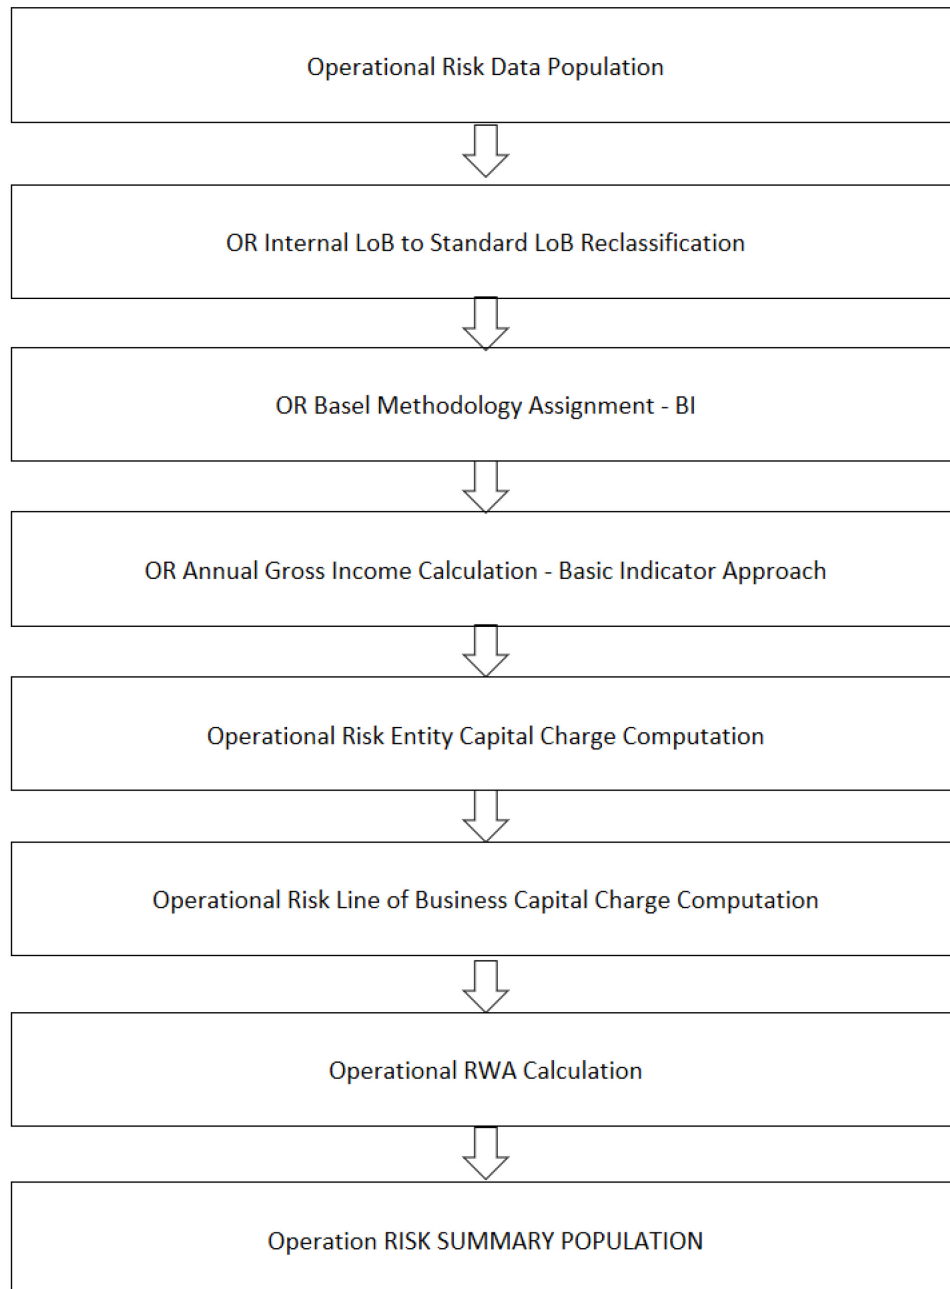 Operational Risk Data Population
OR Internal LoB to Standard LoB Reclassification
OR Basel Methodology Assignment - BI
OR Annual Gross Income Calculation - Basic Indicator Approach
Operational Risk Entity Capital Charge Computation
Operational Risk Line of Business Capital Charge Computation
Operational RWA Calculation
Operation RISK SUMMARY POPULATION